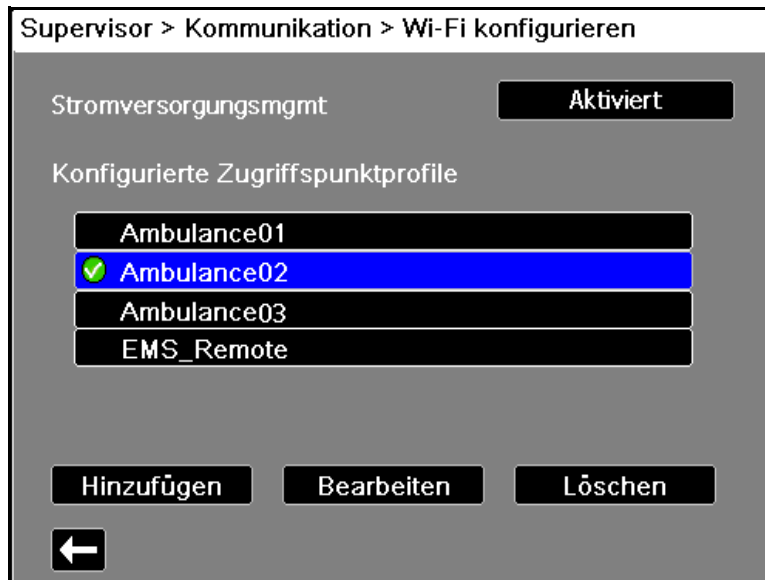 Supervisor > Kommunikation > Wi-Fi konfigurieren
Stromversorgungsmgmt Aktiviert
Konfigurierte Zugriffspunktprofile
Ambulance01
Ambulance02
Ambulance03
EMS_Remote
Hinzufügen Bearbeiten Löschen